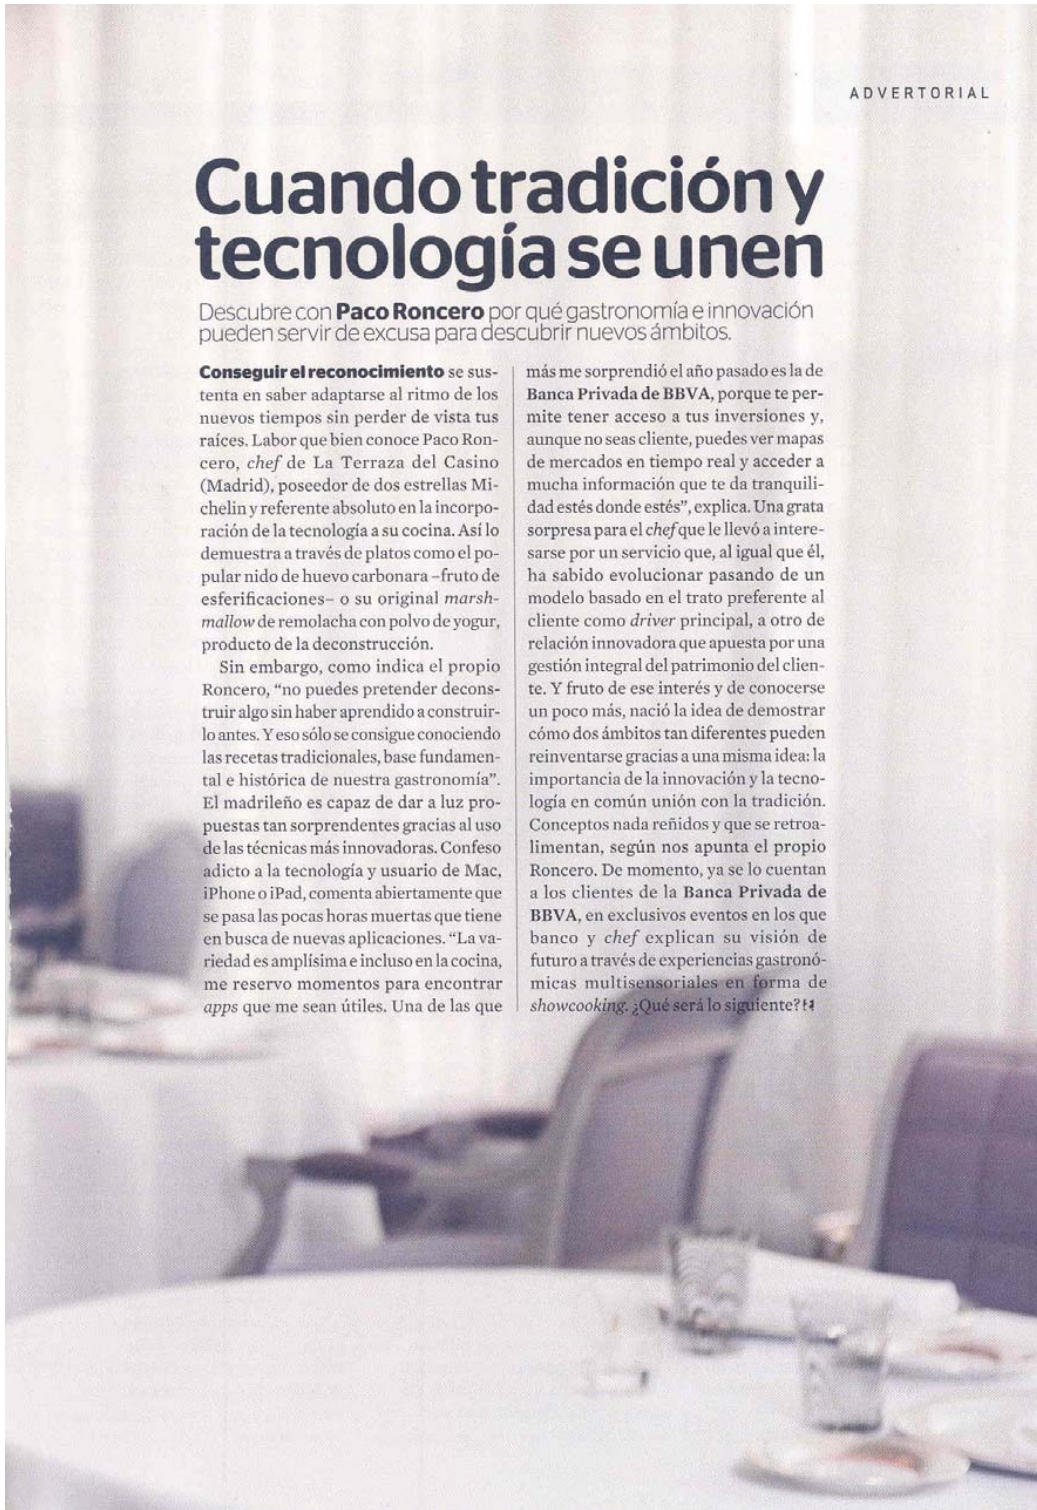 ADVERTORIAL
Cuando tradición y
tecnología se unen
Descubre con Paco Roncero por qué gastronomía e innovación
pueden servir de excusa para descubrir nuevos ámbitos.
Conseguir el reconocimiento se sus-
tenta en saber adaptarse al ritmo de los
nuevos tiempos sin perder de vista tus
raíces. Labor que bien conoce Paco Ron-
cero, chef de La Terraza del Casino
(Madrid), poseedor de dos estrellas Mi-
chelin y referente absoluto en la incorpo-
ración de la tecnología a su cocina. Así lo
demuestra a través de platos como el po-
pular nido de huevo carbonara –fruto de
esferificaciones– o su original marsh-
mallow de remolacha con polvo de yogur,
producto de la deconstrucción.
Sin embargo, como indica el propio
Roncero, “no puedes pretender decons-
truir algo sin haber aprendido a construir-
lo antes. Y eso sólo se consigue conociendo
las recetas tradicionales, base fundamen-
tal e histórica de nuestra gastronomía”.
El madrileño es capaz de dar a luz pro-
puestas tan sorprendentes gracias al uso
de las técnicas más innovadoras. Confeso
adicto a la tecnología y usuario de Mac,
iPhone o iPad, comenta abiertamente que
se pasa las pocas horas muertas que tiene
en busca de nuevas aplicaciones. “La va-
riedad es amplísima e incluso en la cocina,
me reservo momentos para encontrar
apps que me sean útiles. Una de las que
más me sorprendió el año pasado es la de
Banca Privada de BBVA, porque te per-
mite tener acceso a tus inversiones y,
aunque no seas cliente, puedes ver mapas
de mercados en tiempo real y acceder a
mucha información que te da tranquili-
dad estés donde estés”, explica. Una grata
sorpresa para el chef que le llevó a intere-
sarse por un servicio que, al igual que él,
ha sabido evolucionar pasando de un
modelo basado en el trato preferente al
cliente como driver principal, a otro de
relación innovadora que apuesta por una
gestión integral del patrimonio del clien-
te. Y fruto de ese interés y de conocerse
un poco más, nació la idea de demostrar
cómo dos ámbitos tan diferentes pueden
reinventarse gracias a una misma idea: la
importancia de la innovación y la tecno-
logía en común unión con la tradición.
Conceptos nada reñidos y que se retroa-
limentan, según nos apunta el propio
Roncero. De momento, ya se lo cuentan
a los clientes de la Banca Privada de
BBVA, en exclusivos eventos en los que
banco y chef explican su visión de
futuro a través de experiencias gastronó-
micas multisensoriales en forma de
showcooking. ¿Qué será lo siguiente?